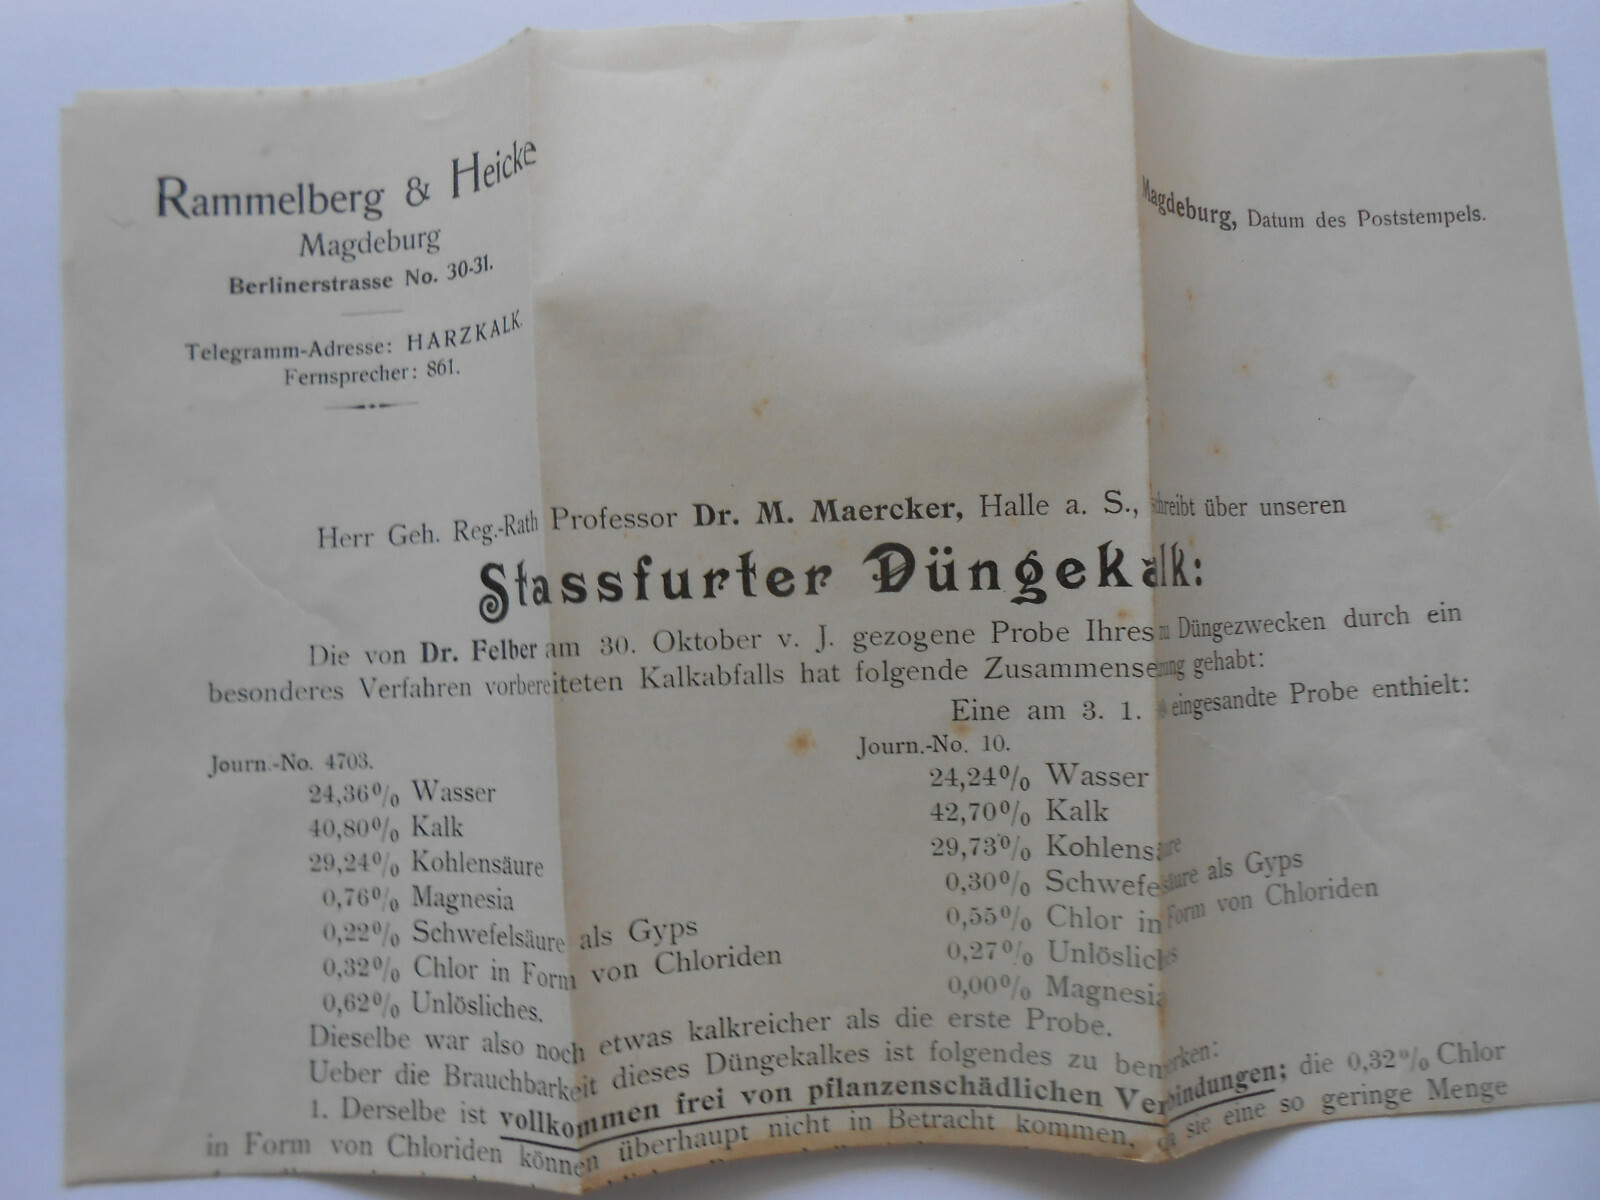 Rammelberg & Heicke
Magdeburg
Berlinerstrasse No. 30-31.
Telegramm-Adresse: HARZKALK.
Fernsprecher: 861.
Magdeburg, Datum des Poststempels.
Herr Geh. Reg.-Rath Professor Dr. M. Maercker, Halle a. S., schreibt über unseren
Stassfurter Düngekalk:
Die von Dr. Felber am 30. Oktober v. J. gezogene Probe Ihres zu Düngezwecken durch ein
besonderes Verfahren vorbereiteten Kalkabfalls hat folgende Zusammensetzung gehabt:
Eine am 3. 1. eingesandte Probe enthielt:
Journ.-No. 4703.
24,36% Wasser
40,80% Kalk
29,24% Kohlensäure
0,76% Magnesia
0,22% Schwefelsäure als Gyps
0,32% Chlor in Form von Chloriden
0,62% Unlösliches.
Journ.-No. 10.
24,24% Wasser
42,70% Kalk
29,73% Kohlensäure
0,30% Schwefelsäure als Gyps
0,55% Chlor in Form von Chloriden
0,27% Unlösliches
0,00% Magnesia
Dieselbe war also noch etwas kalkreicher als die erste Probe.
Ueber die Brauchbarkeit dieses Düngekalkes ist folgendes zu bemerken:
1. Derselbe ist vollkommen frei von pflanzenschädlichen Verbindungen; die 0,32% Chlor
in Form von Chloriden können überhaupt nicht in Betracht kommen, da sie eine so geringe Menge